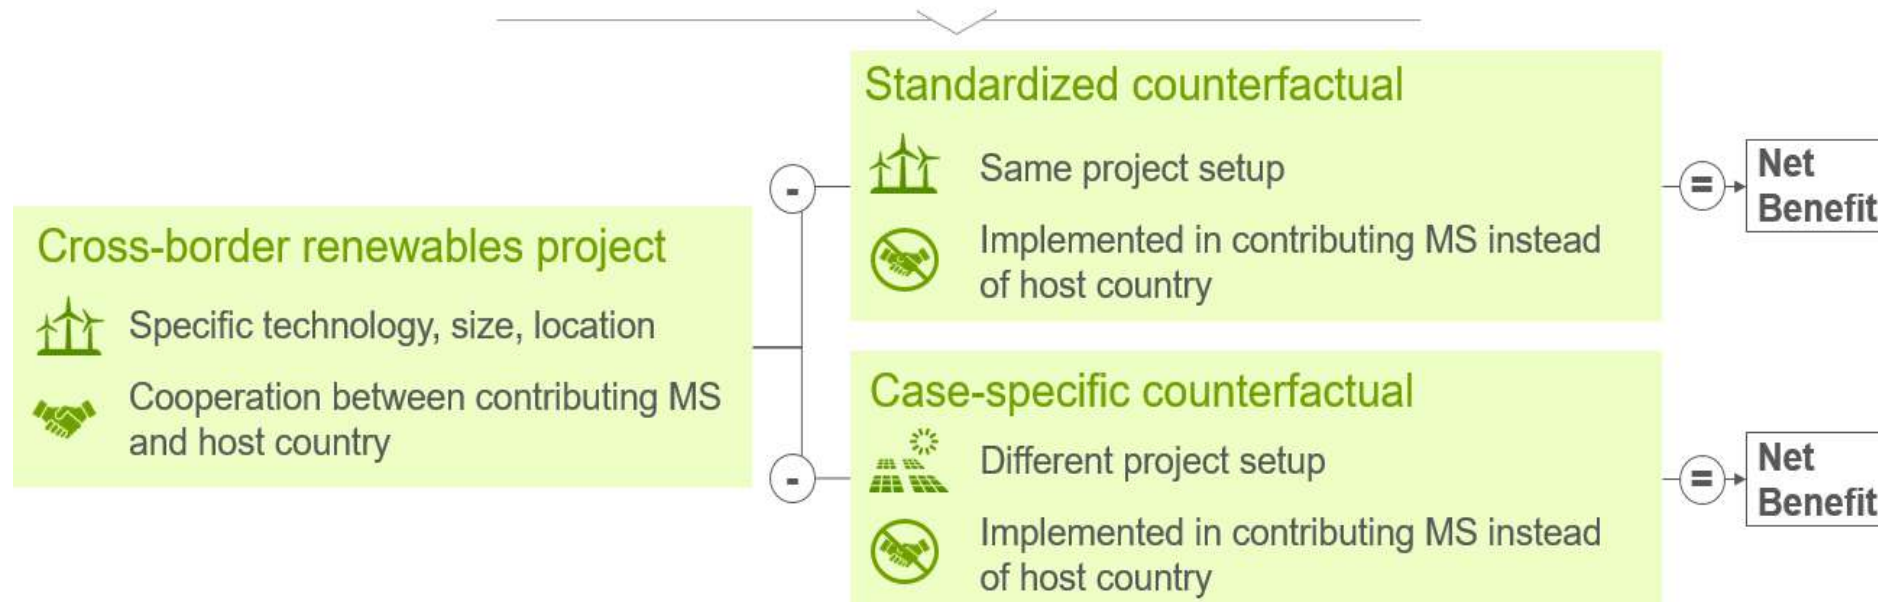 Cross-border renewables project
Specific technology, size, location
Cooperation between contributing MS
and host country
-
Standardized counterfactual
Same project setup
Implemented in contributing MS instead
of host country
=
Net
Benefit
-
Case-specific counterfactual
Different project setup
Implemented in contributing MS instead
of host country
=
Net
Benefit